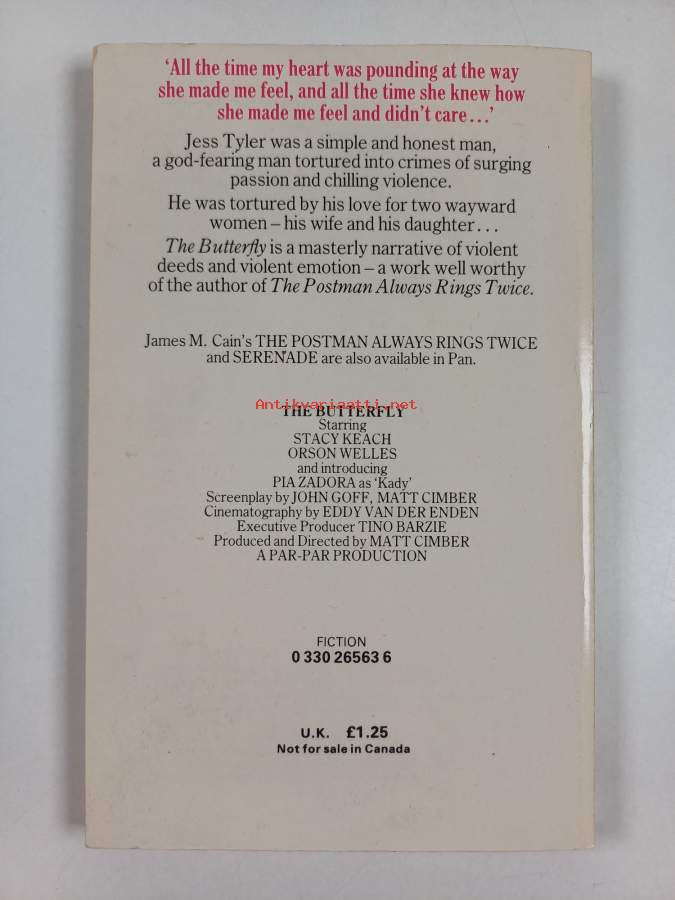 ‘All the time my heart was pounding at the way
she made me feel, and all the time she knew how
she made me feel and didn’t care...’
Jess Tyler was a simple and honest man,
a god-fearing man tortured into crimes of surging
passion and chilling violence.
He was tortured by his love for two wayward
women – his wife and his daughter...
The Butterfly is a masterly narrative of violent
deeds and violent emotion – a work well worthy
of the author of The Postman Always Rings Twice.
James M. Cain’s THE POSTMAN ALWAYS RINGS TWICE
and SERENADE are also available in Pan.
Antikvariaatti.net
THE BUTTERFLY
Starring
STACY KEACH
ORSON WELLES
and introducing
PIA ZADORA as ‘Kady’
Screenplay by JOHN GOFF, MATT CIMBER
Cinematography by EDDY VAN DER ENDEN
Executive Producer TINO BARZIE
Produced and Directed by MATT CIMBER
A PAR-PAR PRODUCTION
FICTION
0 330 26563 6
U.K. £1.25
Not for sale in Canada